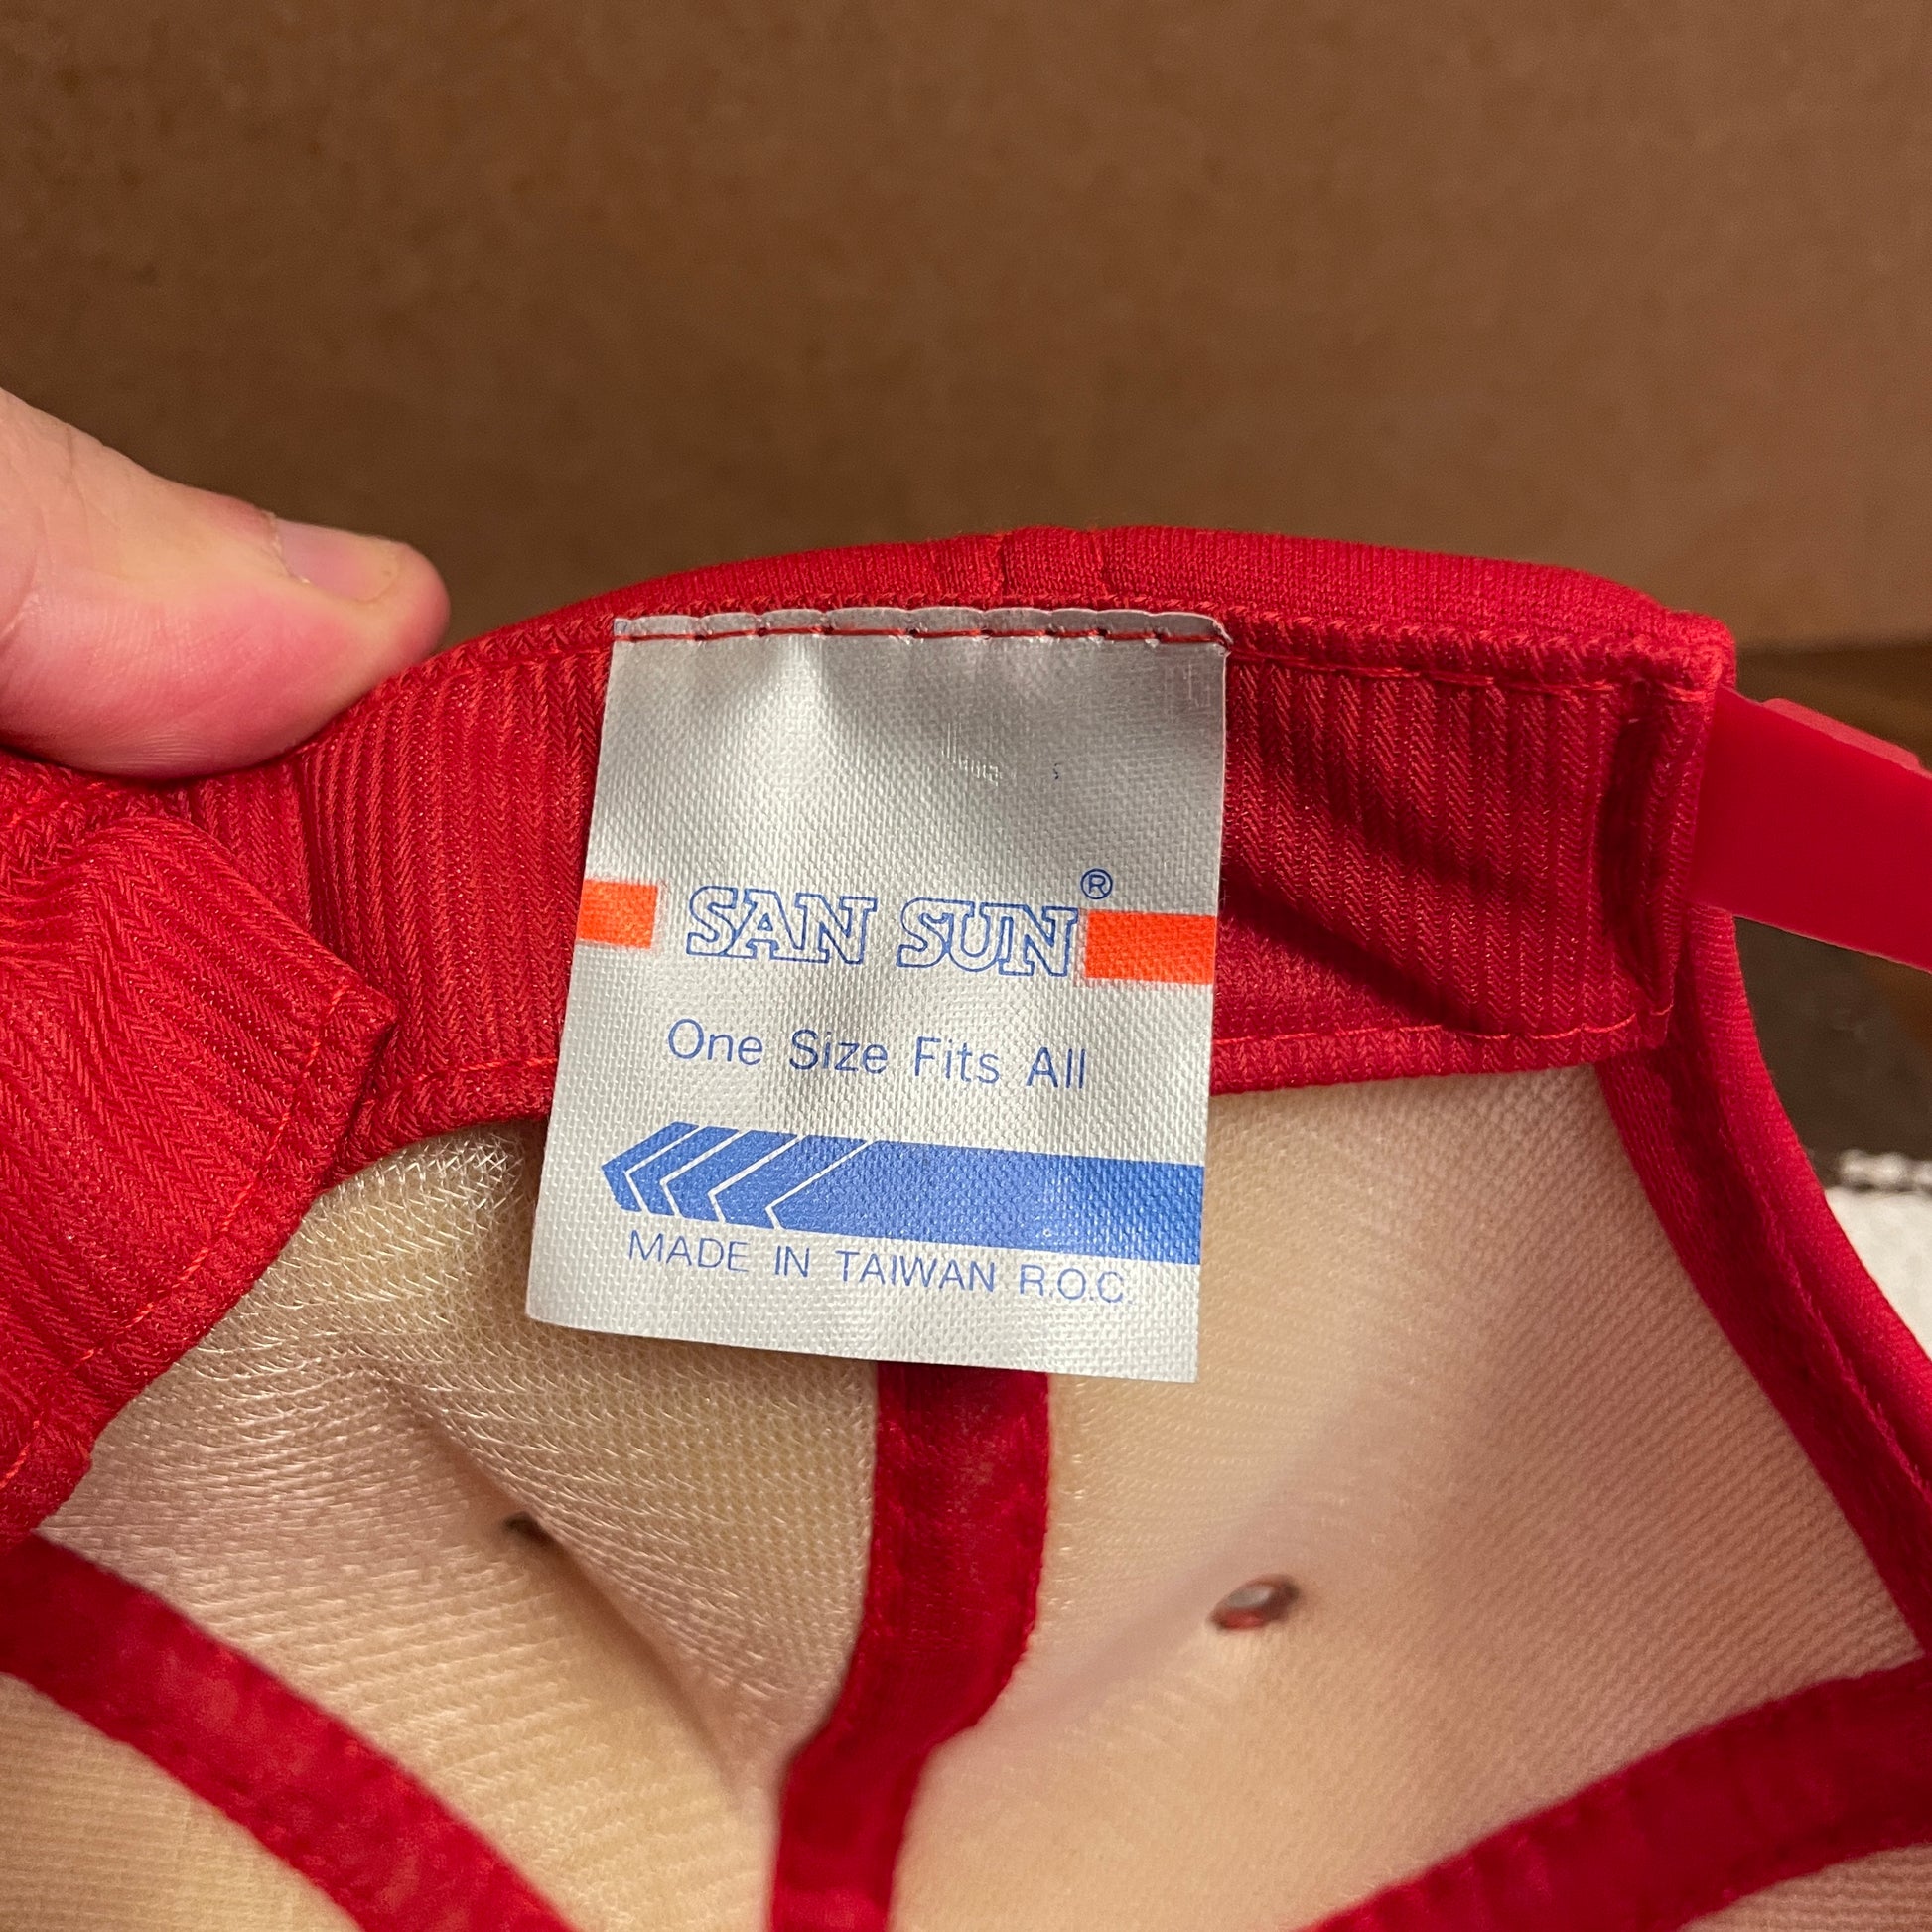 SAN SUN®
One Size Fits All
MADE IN TAIWAN R.O.C.